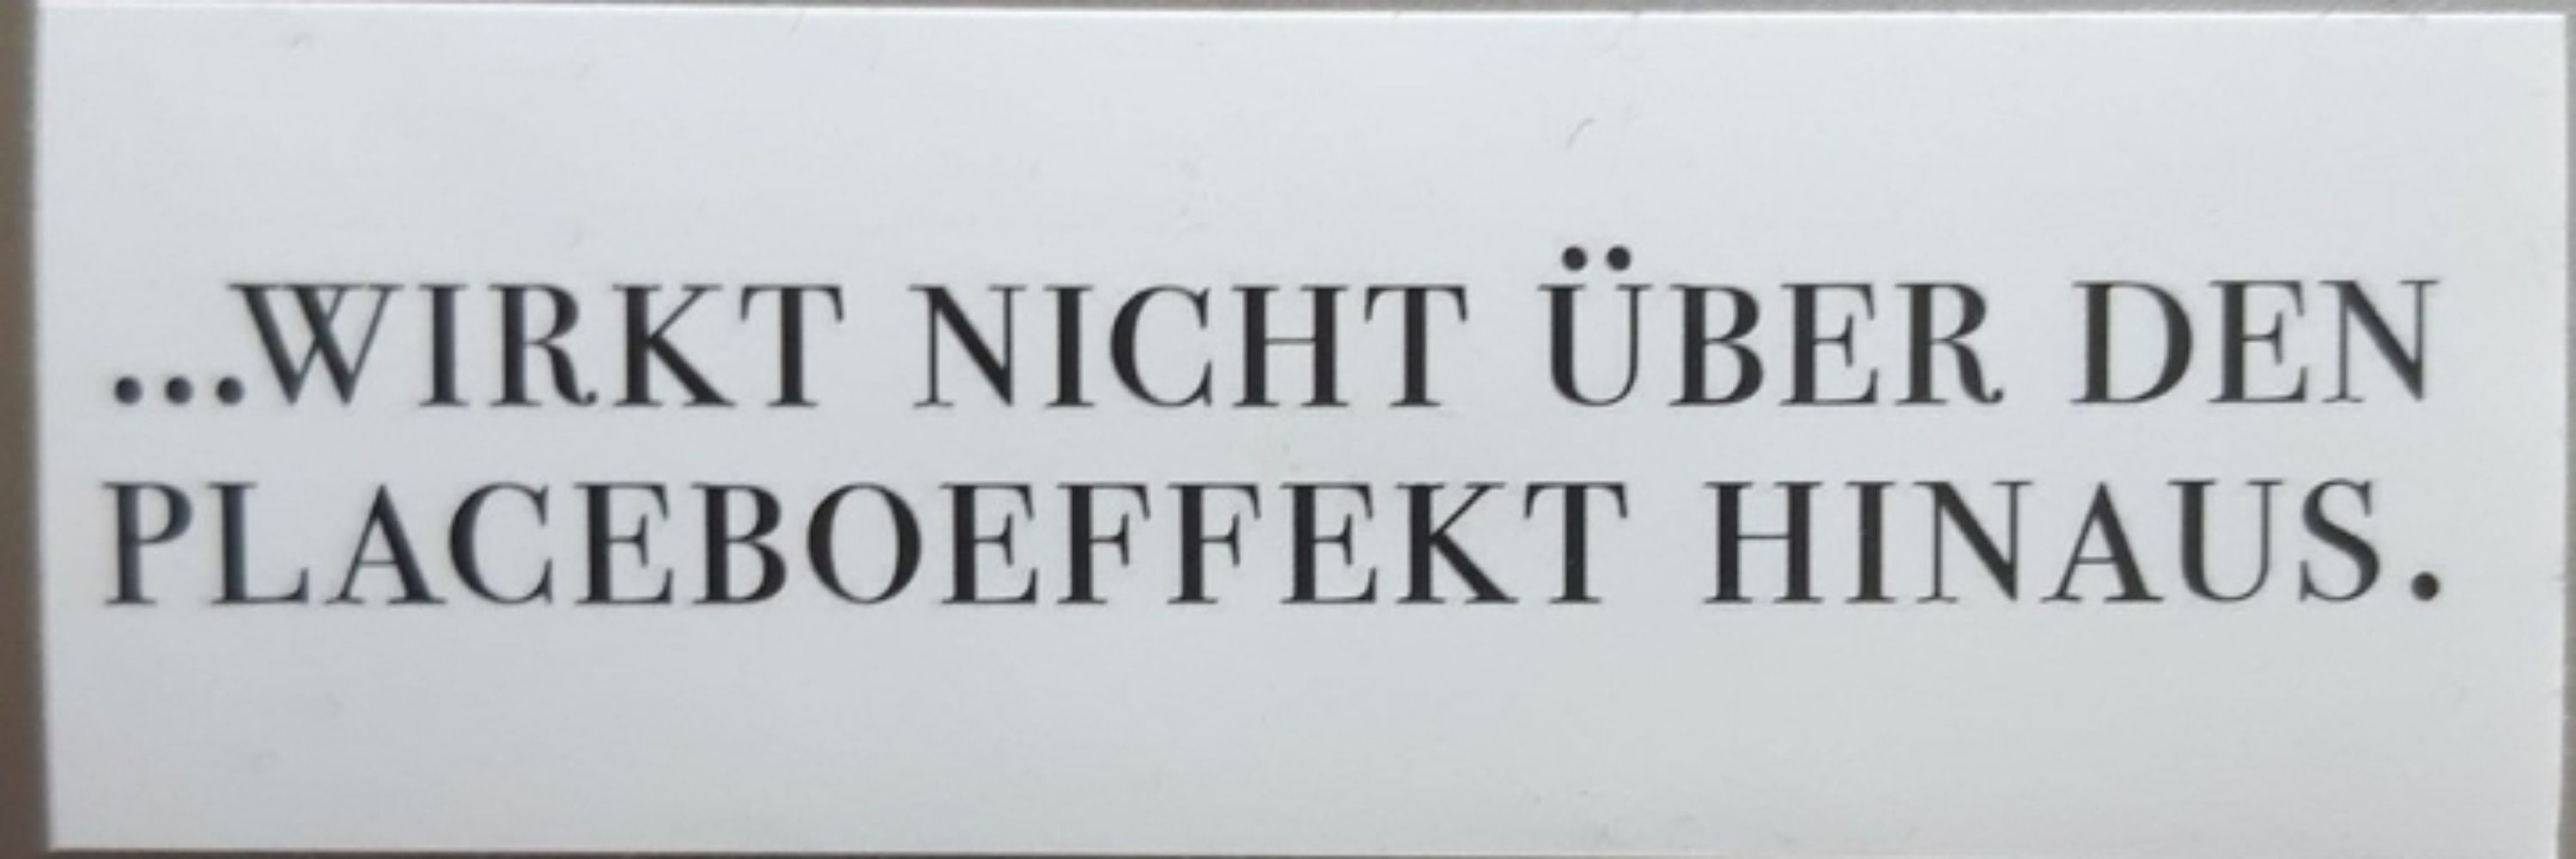 ...WIRKT NICHT ÜBER DEN
PLACEBOEFFEKT HINAUS.